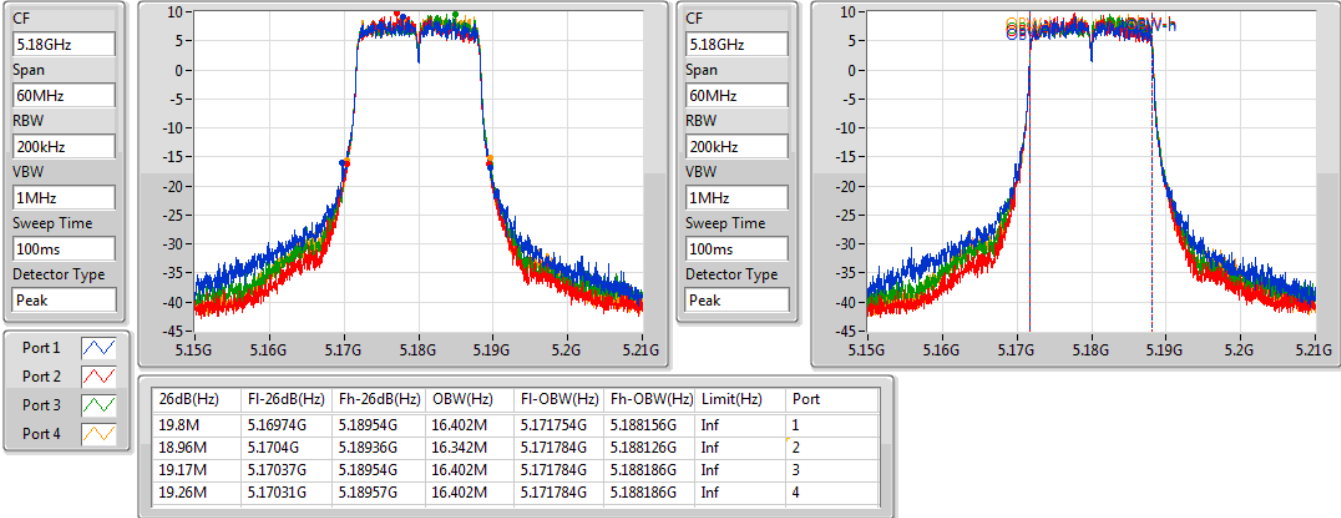 CF
5.18GHz
Span
60MHz
RBW
200kHz
VBW
1MHz
Sweep Time
100ms
Detector Type
Peak
10
5
0
-5
-10
-15
-20
-25
-30
-35
-40
-45
5.15G 5.16G 5.17G 5.18G 5.19G 5.2G 5.21G
CF
5.18GHz
Span
60MHz
RBW
200kHz
VBW
1MHz
Sweep Time
100ms
Detector Type
Peak
10
5
0
-5
-10
-15
-20
-25
-30
-35
-40
-45
OBW-h
5.15G 5.16G 5.17G 5.18G 5.19G 5.2G 5.21G
Port 1
Port 2
Port 3
Port 4
26dB(Hz) Fl-26dB(Hz) Fh-26dB(Hz) OBW(Hz) Fl-OBW(Hz) Fh-OBW(Hz) Limit(Hz) Port
19.8M 5.16974G 5.18954G 16.402M 5.171754G 5.188156G Inf 1
18.96M 5.1704G 5.18936G 16.342M 5.171784G 5.188126G Inf 2
19.17M 5.17037G 5.18954G 16.402M 5.171784G 5.188186G Inf 3
19.26M 5.17031G 5.18957G 16.402M 5.171784G 5.188186G Inf 4